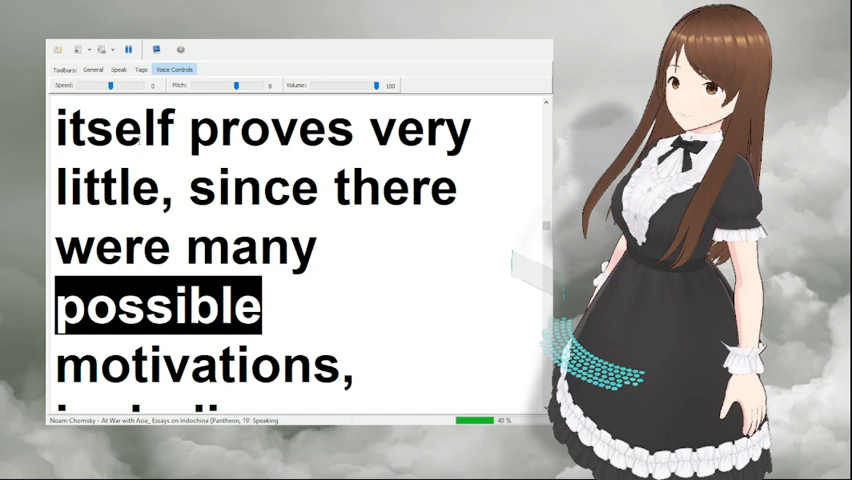 Toolbars: General Speak Tags Voice Controls
Speed: 0 Pitch: 8 Volume: 100
itself proves very
little, since there
were many
possible
motivations,
Noam Chomsky - At War with Asia_ Essays on Indochina (Pantheon, 19 Speaking 40 %